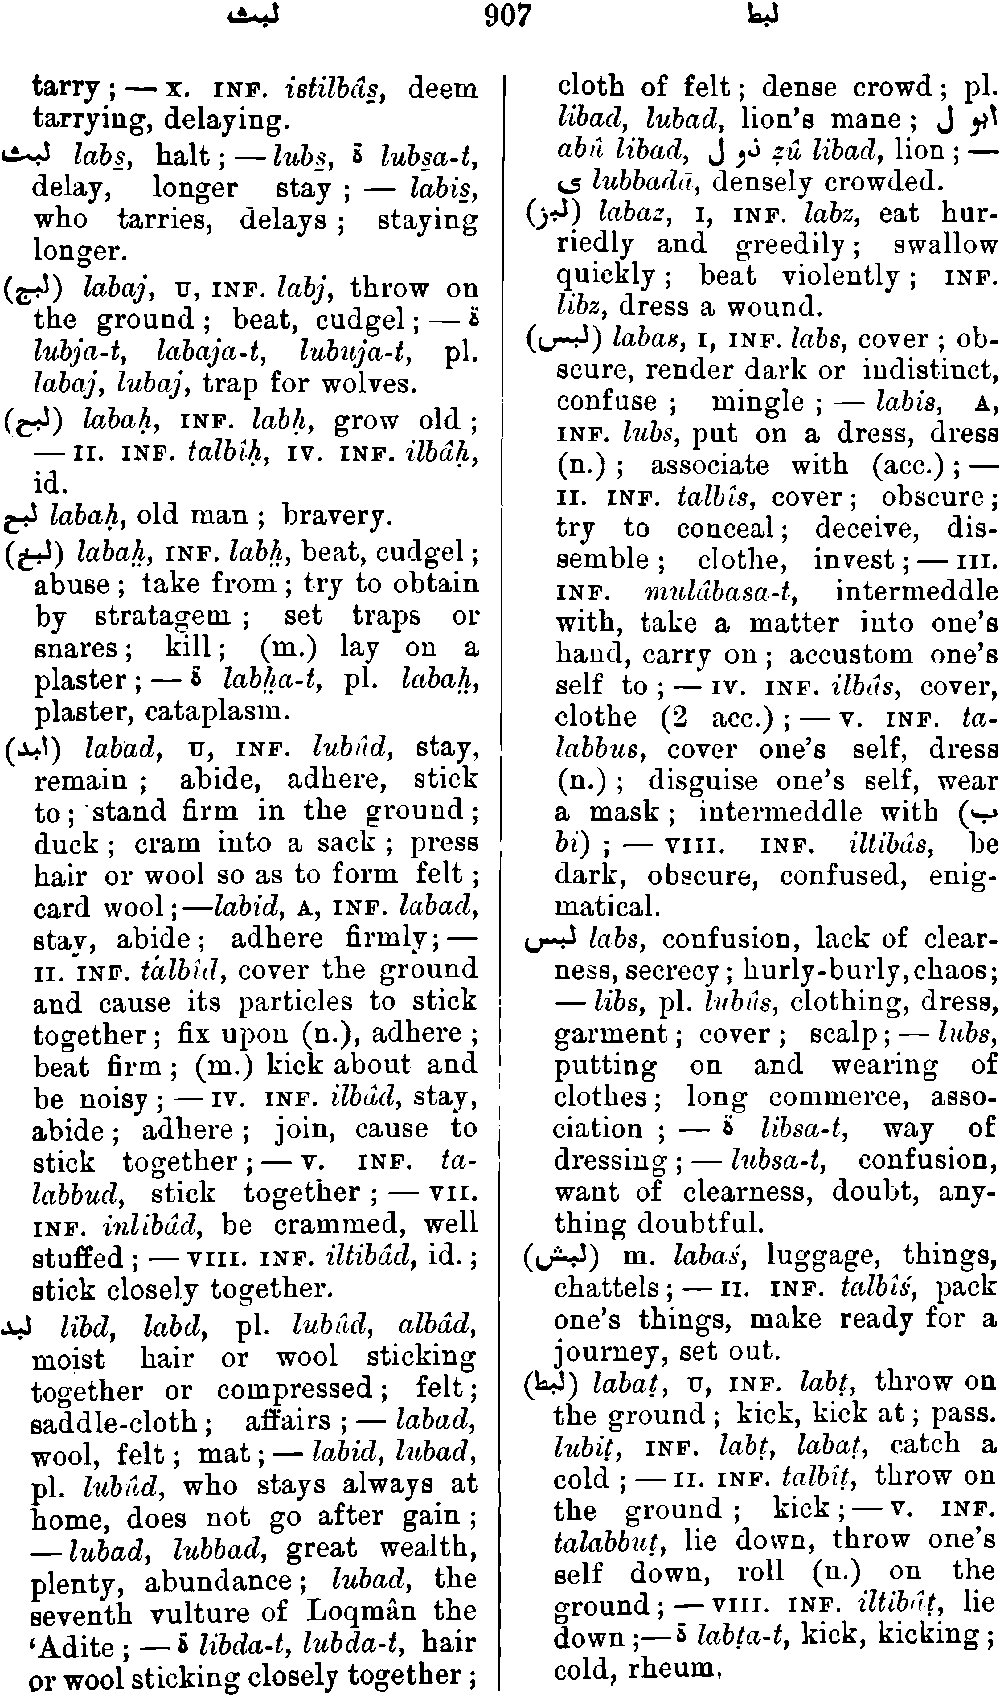 لبث 907 لبط
tarry ; — X. INF. istilbâs̱, deem
tarrying, delaying.
لبث labs̱, halt ; — lubs̱, ة lubs̱a-t,
delay, longer stay ; — lâbis̱,
who tarries, delays ; staying
longer.
(لبج) labaj, U, INF. labj, throw on
the ground ; beat, cudgel ; — ة
lubja-t, labaja-t, lubuja-t, pl.
labaj, lubaj, trap for wolves.
(لبح) labaḥ, INF. labḥ, grow old ;
— II. INF. talbîḥ, IV. INF. ilbâḥ,
id.
لبح labaḥ, old man ; bravery.
(لبخ) labaḫ, INF. labḫ, beat, cudgel ;
abuse ; take from ; try to obtain
by stratagem ; set traps or
snares ; kill ; (m.) lay on a
plaster ; — ة labḫa-t, pl. labaḫ,
plaster, cataplasm.
(لبد) labad, U, INF. lubûd, stay,
remain ; abide, adhere, stick
to ; stand firm in the ground ;
duck ; cram into a sack ; press
hair or wool so as to form felt ;
card wool ;—labid, A, INF. labad,
stay, abide ; adhere firmly ; —
II. INF. talbîd, cover the ground
and cause its particles to stick
together ; fix upon (n.), adhere ;
beat firm ; (m.) kick about and
be noisy ; — IV. INF. ilbâd, stay,
abide ; adhere ; join, cause to
stick together ; — V. INF. ta-
labbud, stick together ; — VII.
INF. inlibâd, be crammed, well
stuffed ; — VIII. INF. iltibâd, id. ;
stick closely together.
لبد libd, labd, pl. lubûd, albâd,
moist hair or wool sticking
together or compressed ; felt ;
saddle-cloth ; affairs ; — labad,
wool, felt ; mat ; — labid, lubad,
pl. lubûd, who stays always at
home, does not go after gain ;
— lubad, lubbad, great wealth,
plenty, abundance ; lubad, the
seventh vulture of Loqmân the
‘Adite ; — ة libda-t, lubda-t, hair
or wool sticking closely together ;
cloth of felt ; dense crowd ; pl.
libad, lubad, lion's mane ; ابو ل
abû libad, ذو ل ẕû libad, lion ; —
ى lubbada, densely crowded.
(لبز) labaz, I, INF. labz, eat hur-
riedly and greedily ; swallow
quickly ; beat violently ; INF.
libz, dress a wound.
(لبس) labas, I, INF. labs, cover ; ob-
scure, render dark or indistinct,
confuse ; mingle ; — labis, A,
INF. lubs, put on a dress, dress
(n.) ; associate with (acc.) ; —
II. INF. talbîs, cover ; obscure ;
try to conceal ; deceive, dis-
semble ; clothe, invest ; — III.
INF. mulâbasa-t, intermeddle
with, take a matter into one's
hand, carry on ; accustom one's
self to ; — IV. INF. ilbâs, cover,
clothe (2 acc.) ; — V. INF. ta-
labbus, cover one's self, dress
(n.) ; disguise one's self, wear
a mask ; intermeddle with (ب
bi) ; — VIII. INF. iltibâs, be
dark, obscure, confused, enig-
matical.
لبس labs, confusion, lack of clear-
ness, secrecy ; hurly-burly, chaos ;
— libs, pl. lubûs, clothing, dress,
garment ; cover ; scalp ; — lubs,
putting on and wearing of
clothes ; long commerce, asso-
ciation ; — ة libsa-t, way of
dressing ; — lubsa-t, confusion,
want of clearness, doubt, any-
thing doubtful.
(لبش) m. labaś, luggage, things,
chattels ; — II. INF. talbîś, pack
one's things, make ready for a
journey, set out.
(لبط) labaṭ, U, INF. labṭ, throw on
the ground ; kick, kick at ; pass.
lubiṭ, INF. labṭ, labaṭ, catch a
cold ; — II. INF. talbîṭ, throw on
the ground ; kick ; — V. INF.
talabbuṭ, lie down, throw one's
self down, roll (n.) on the
ground ; — VIII. INF. iltibâṭ, lie
down ;— ة labṭa-t, kick, kicking ;
cold, rheum.